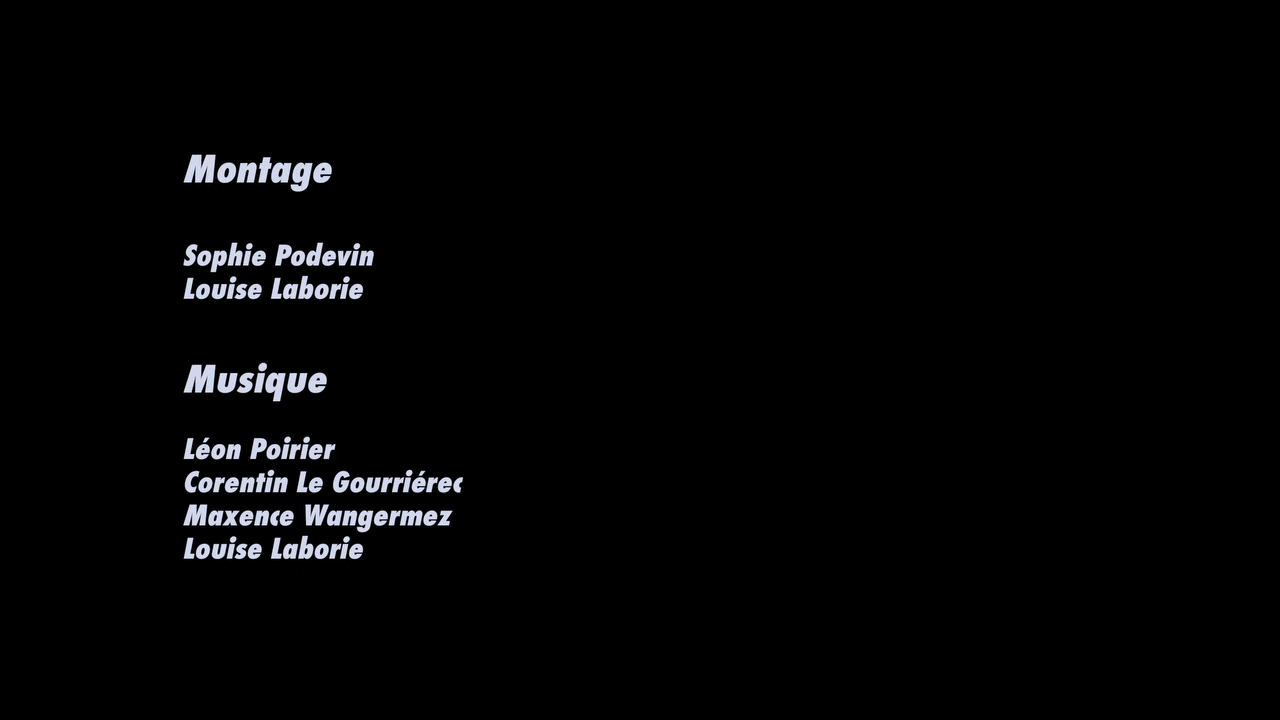 Montage
Sophie Podevin
Louise Laborie
Musique
Léon Poirier
Corentin Le Gourriérec
Maxence Wangermez
Louise Laborie